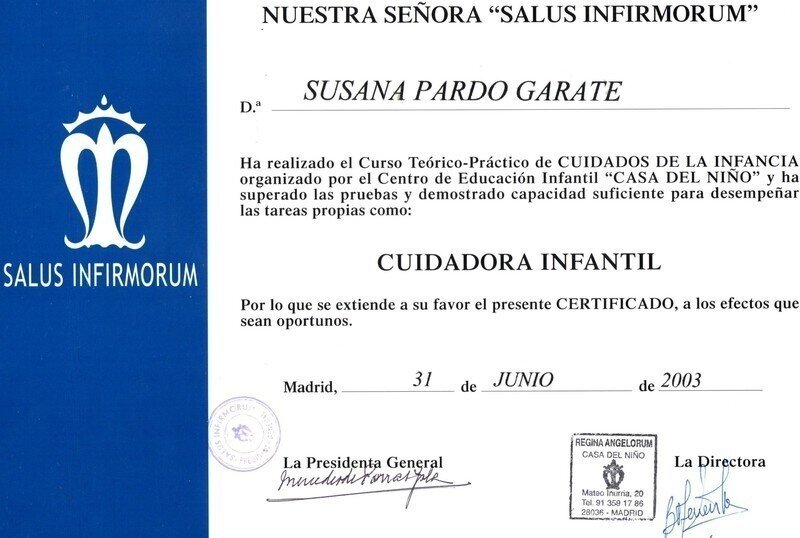 NUESTRA SEÑORA “SALUS INFIRMORUM”
D.ª SUSANA PARDO GARATE
Ha realizado el Curso Teórico-Práctico de CUIDADOS DE LA INFANCIA
organizado por el Centro de Educación Infantil “CASA DEL NIÑO” y ha
superado las pruebas y demostrado capacidad suficiente para desempeñar
las tareas propias como:
CUIDADORA INFANTIL
Por lo que se extiende a su favor el presente CERTIFICADO, a los efectos que
sean oportunos.
Madrid, 31 de JUNIO de 2003
SALUS INFIRMORUM
SALUS INFIRMORUM
La Presidenta General
REGINA ANGELORUM
CASA DEL NIÑO
Mateo Inurria, 20
Tel. 91 359 17 86
28036 - MADRID
La Directora